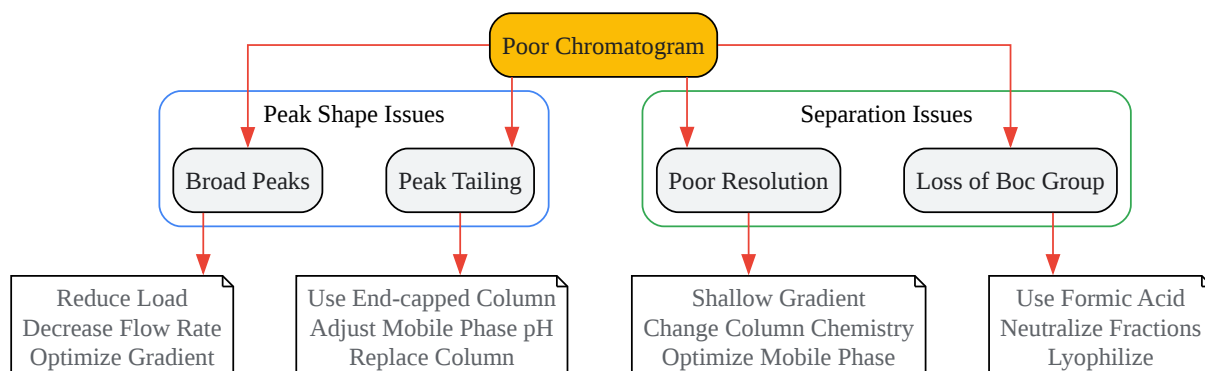 Poor Chromatogram
Peak Shape Issues
Separation Issues
Broad Peaks
Peak Tailing
Poor Resolution
Loss of Boc Group
Reduce Load
Decrease Flow Rate
Optimize Gradient
Use End-capped Column
Adjust Mobile Phase pH
Replace Column
Shallow Gradient
Change Column Chemistry
Optimize Mobile Phase
Use Formic Acid
Neutralize Fractions
Lyophilize